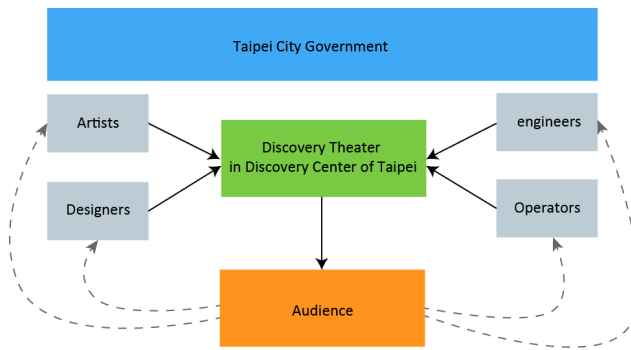 Taipei City Government
Artists
engineers
Discovery Theater
in Discovery Center of Taipei
Designers
Operators
Audience